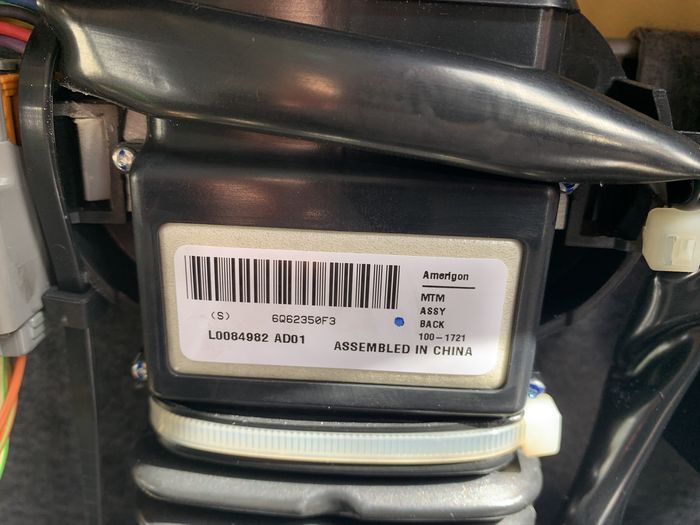 Amerigon
MTM
ASSY
BACK
100-1721
(S) 6Q62350F3
L0084982 AD01
ASSEMBLED IN CHINA